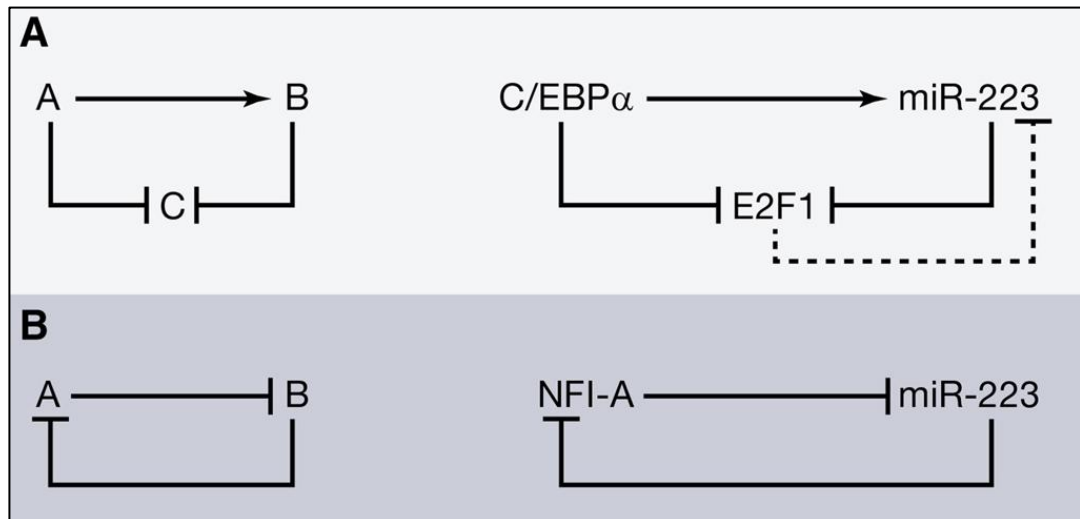 A
A B C/EBPα miR-223
C E2F1
B
A B NFI-A miR-223